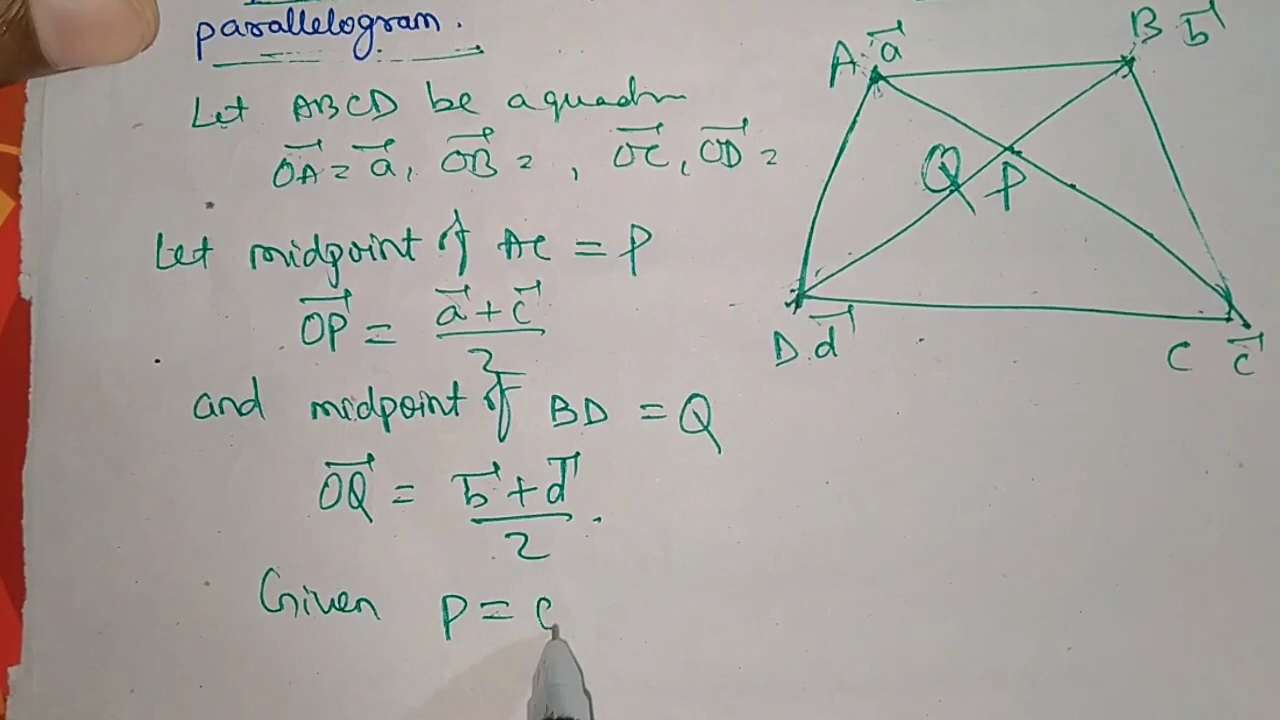 parallelogram.
Let ABCD be a quadr
OA⃗ = a⃗, OB⃗ = , OC⃗, OD⃗ =
Let midpoint of AC = P
OP⃗ = (a⃗ + c⃗)/2
and midpoint of BD = Q
OQ⃗ = (b⃗ + d⃗)/2.
Given P =
A. a⃗
B b⃗
Q P
D. d⃗
C c⃗